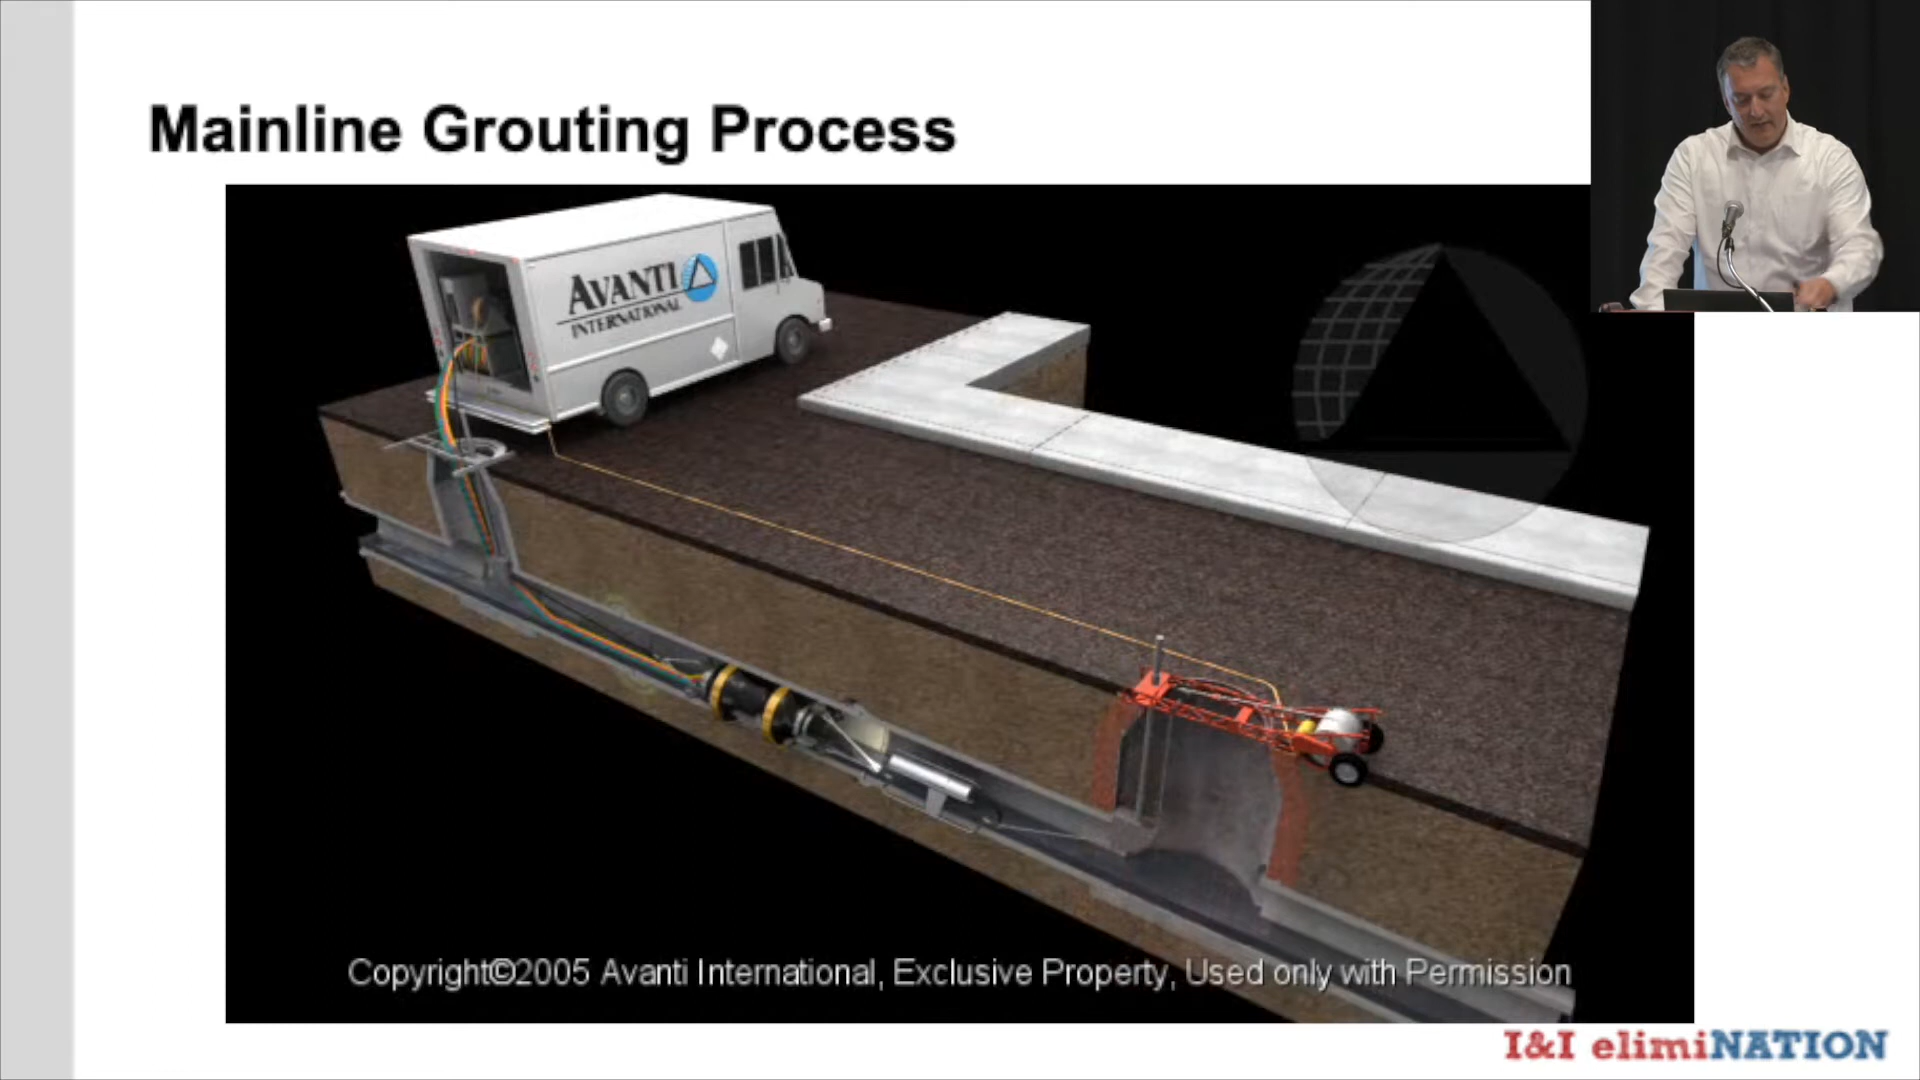 Mainline Grouting Process
AVANTI
INTERNATIONAL
Copyright©2005 Avanti International, Exclusive Property, Used only with Permission
I&I elimiNATION